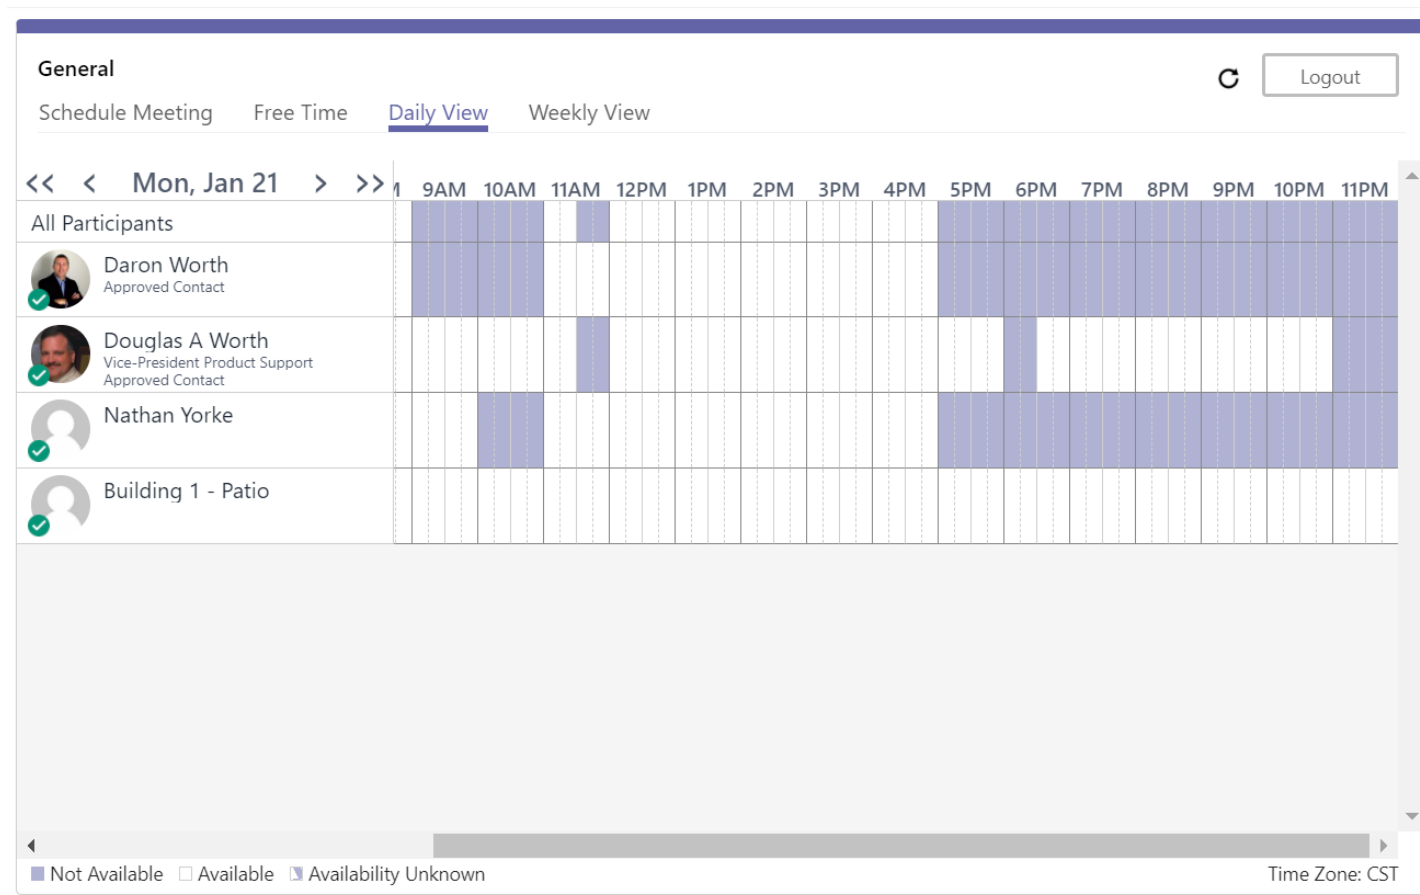 General
Logout
Schedule Meeting Free Time Daily View Weekly View
<< < Mon, Jan 21 > >> 9AM 10AM 11AM 12PM 1PM 2PM 3PM 4PM 5PM 6PM 7PM 8PM 9PM 10PM 11PM
All Participants
Daron Worth
Approved Contact
Douglas A Worth
Vice-President Product Support
Approved Contact
Nathan Yorke
Building 1 - Patio
Not Available Available Availability Unknown Time Zone: CST